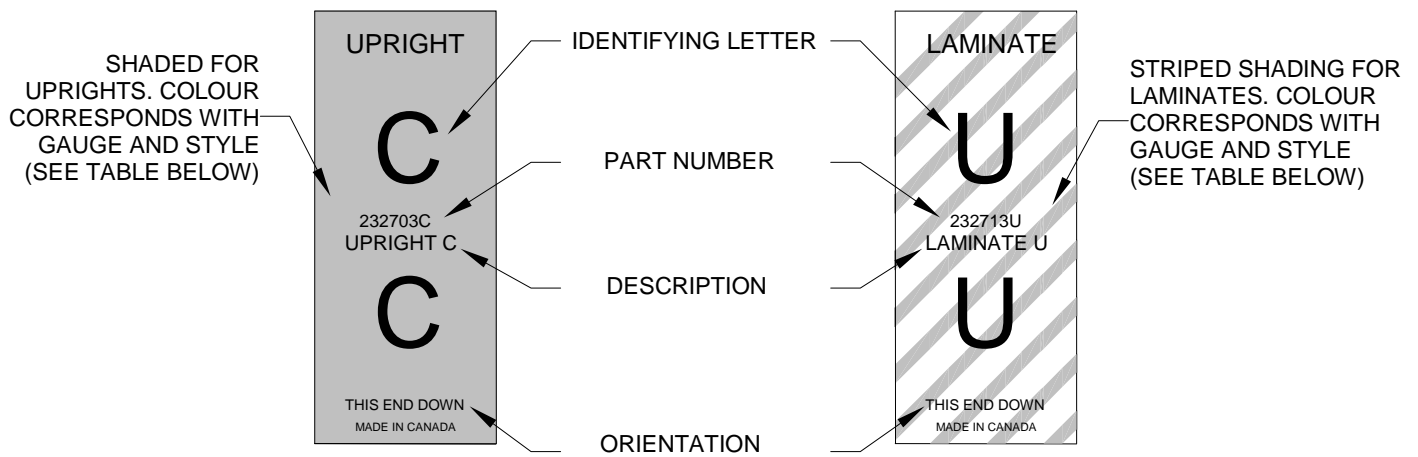 SHADED FOR
UPRIGHTS. COLOUR
CORRESPONDS WITH
GAUGE AND STYLE
(SEE TABLE BELOW)
UPRIGHT
C
232703C
UPRIGHT C
C
THIS END DOWN
MADE IN CANADA
IDENTIFYING LETTER
PART NUMBER
DESCRIPTION
ORIENTATION
LAMINATE
U
232713U
LAMINATE U
U
THIS END DOWN
MADE IN CANADA
STRIPED SHADING FOR
LAMINATES. COLOUR
CORRESPONDS WITH
GAUGE AND STYLE
(SEE TABLE BELOW)